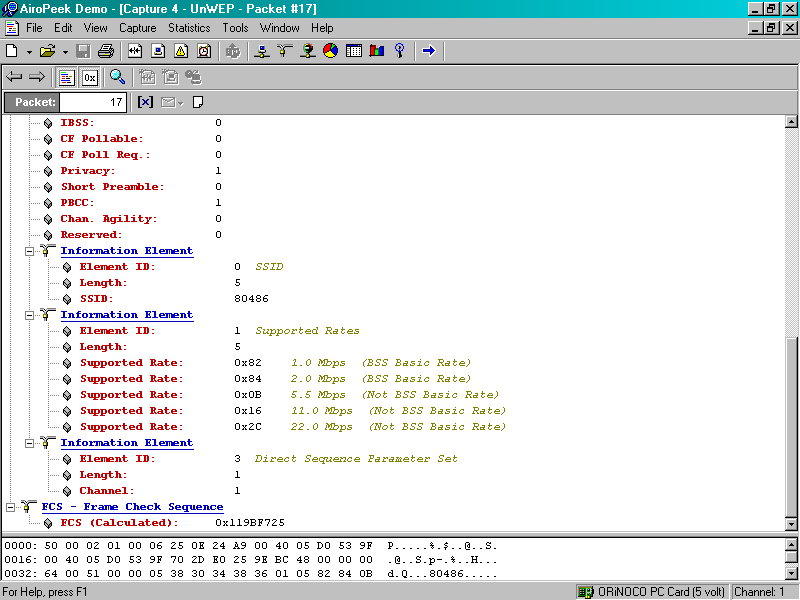 AiroPeek Demo - [Capture 4 - UnWEP - Packet #17]
File Edit View Capture Statistics Tools Window Help
0x
Packet: 17 [x]
IBSS: 0
CF Pollable: 0
CF Poll Req.: 0
Privacy: 1
Short Preamble: 0
PBCC: 1
Chan. Agility: 0
Reserved: 0
Information Element
Element ID: 0 SSID
Length: 5
SSID: 80486
Information Element
Element ID: 1 Supported Rates
Length: 5
Supported Rate: 0x82 1.0 Mbps (BSS Basic Rate)
Supported Rate: 0x84 2.0 Mbps (BSS Basic Rate)
Supported Rate: 0x0B 5.5 Mbps (Not BSS Basic Rate)
Supported Rate: 0x16 11.0 Mbps (Not BSS Basic Rate)
Supported Rate: 0x2C 22.0 Mbps (Not BSS Basic Rate)
Information Element
Element ID: 3 Direct Sequence Parameter Set
Length: 1
Channel: 1
FCS - Frame Check Sequence
FCS (Calculated): 0x119BF725
0000: 50 00 02 01 00 06 25 0E 24 A9 00 40 05 D0 53 9F P.....%.$..@..S.
0016: 00 40 05 D0 53 9F 70 2D E0 25 9E BC 48 00 00 00 .@..S.p-.%..H...
0032: 64 00 51 00 00 05 38 30 34 38 36 01 05 82 84 0B d.Q...80486.....
For Help, press F1 ORiNOCO PC Card (5 volt) Channel: 1